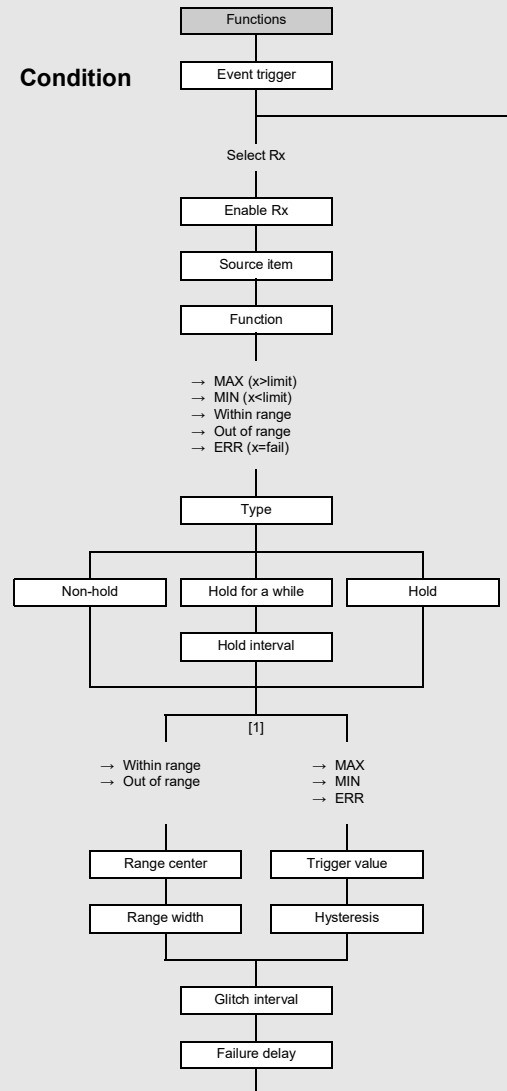 Functions
Condition
Event trigger
Select Rx
Enable Rx
Source item
Function
→ MAX (x>limit)
→ MIN (x<limit)
→ Within range
→ Out of range
→ ERR (x=fail)
Type
Non-hold
Hold for a while
Hold
Hold interval
[1]
→ Within range
→ Out of range
→ MAX
→ MIN
→ ERR
Range center
Trigger value
Range width
Hysteresis
Glitch interval
Failure delay